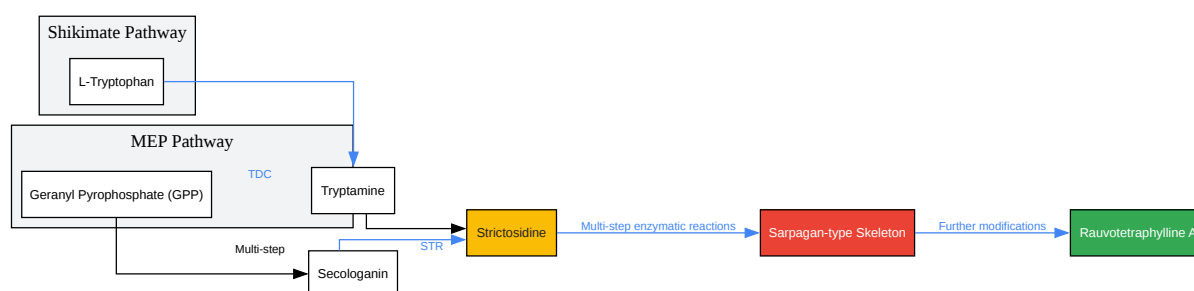 Shikimate Pathway
L-Tryptophan
MEP Pathway
TDC
Geranyl Pyrophosphate (GPP)
Tryptamine
Multi-step
STR
Secologanin
Strictosidine
Multi-step enzymatic reactions
Sarpagan-type Skeleton
Further modifications
Rauvotetraphylline A